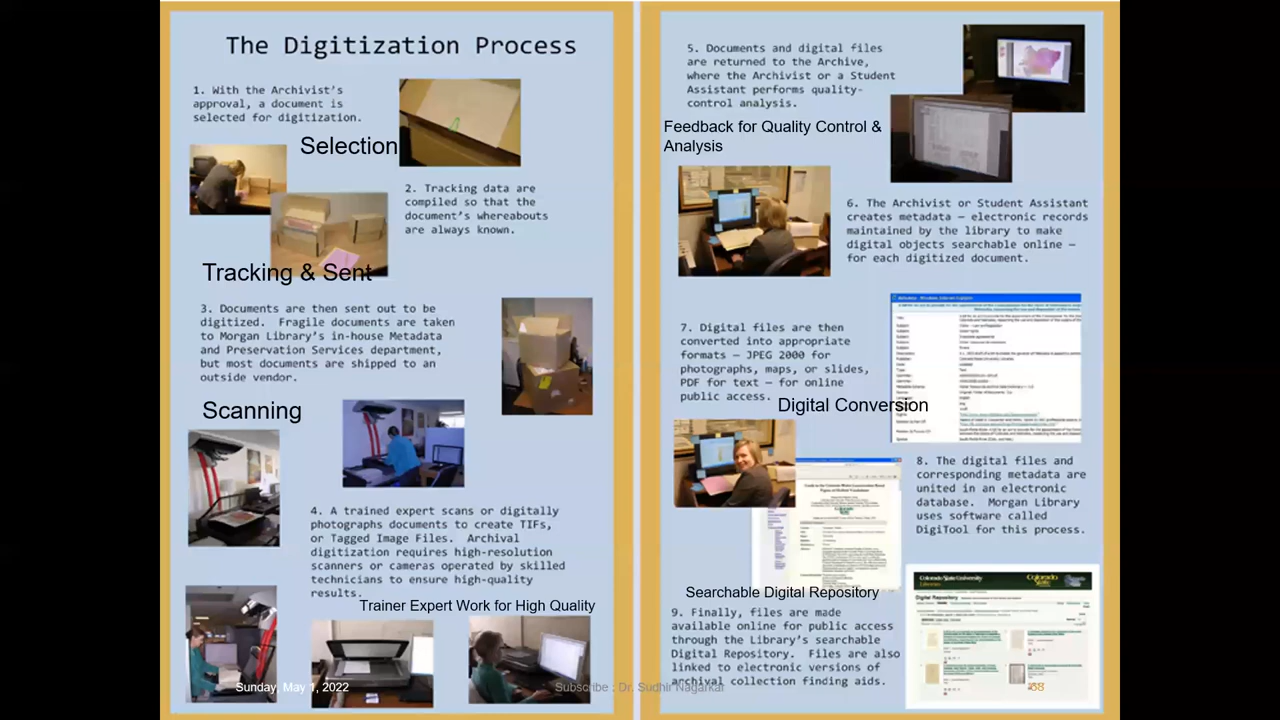 The Digitization Process
1. With the Archivist's
approval, a document is
selected for digitization.
Selection
2. Tracking data are
compiled so that the
document's whereabouts
are always known.
Tracking & Sent
3. Documents are then sent out to be
digitized. Fragile documents are taken
to Morgan Library's in-house Metadata
and Preservation Services department,
but most documents are shipped to an
outside vendor.
Scanning
4. A trained expert scans or digitally
photographs documents to create TIFs,
or Tagged Image Files. Archival
digitization requires high-resolution
scanners or cameras operated by skilled
technicians to ensure high-quality
results.
Trainer Expert Work for High Quality
5. Documents and digital files
are returned to the Archive,
where the Archivist or a Student
Assistant performs quality-
control analysis.
Feedback for Quality Control &
Analysis
6. The Archivist or Student Assistant
creates metadata – electronic records
maintained by the library to make
digital objects searchable online –
for each digitized document.
7. Digital files are then
converted into appropriate
formats – JPEG 2000 for
photographs, maps, or slides,
PDF for text – for online
public access.
Digital Conversion
8. The digital files and
corresponding metadata are
united in an electronic
database. Morgan Library
uses software called
DigiTool for this process.
Searchable Digital Repository
files are made
available online for public access
through the Library's searchable
Digital Repository. Files are also
linked to electronic versions of
archival collection finding aids.
Colorado State University
Libraries
Colorado State
Digital Repository
Sunday, May 1, 2022
Subscribe : Dr. Sudhir Nagarkar